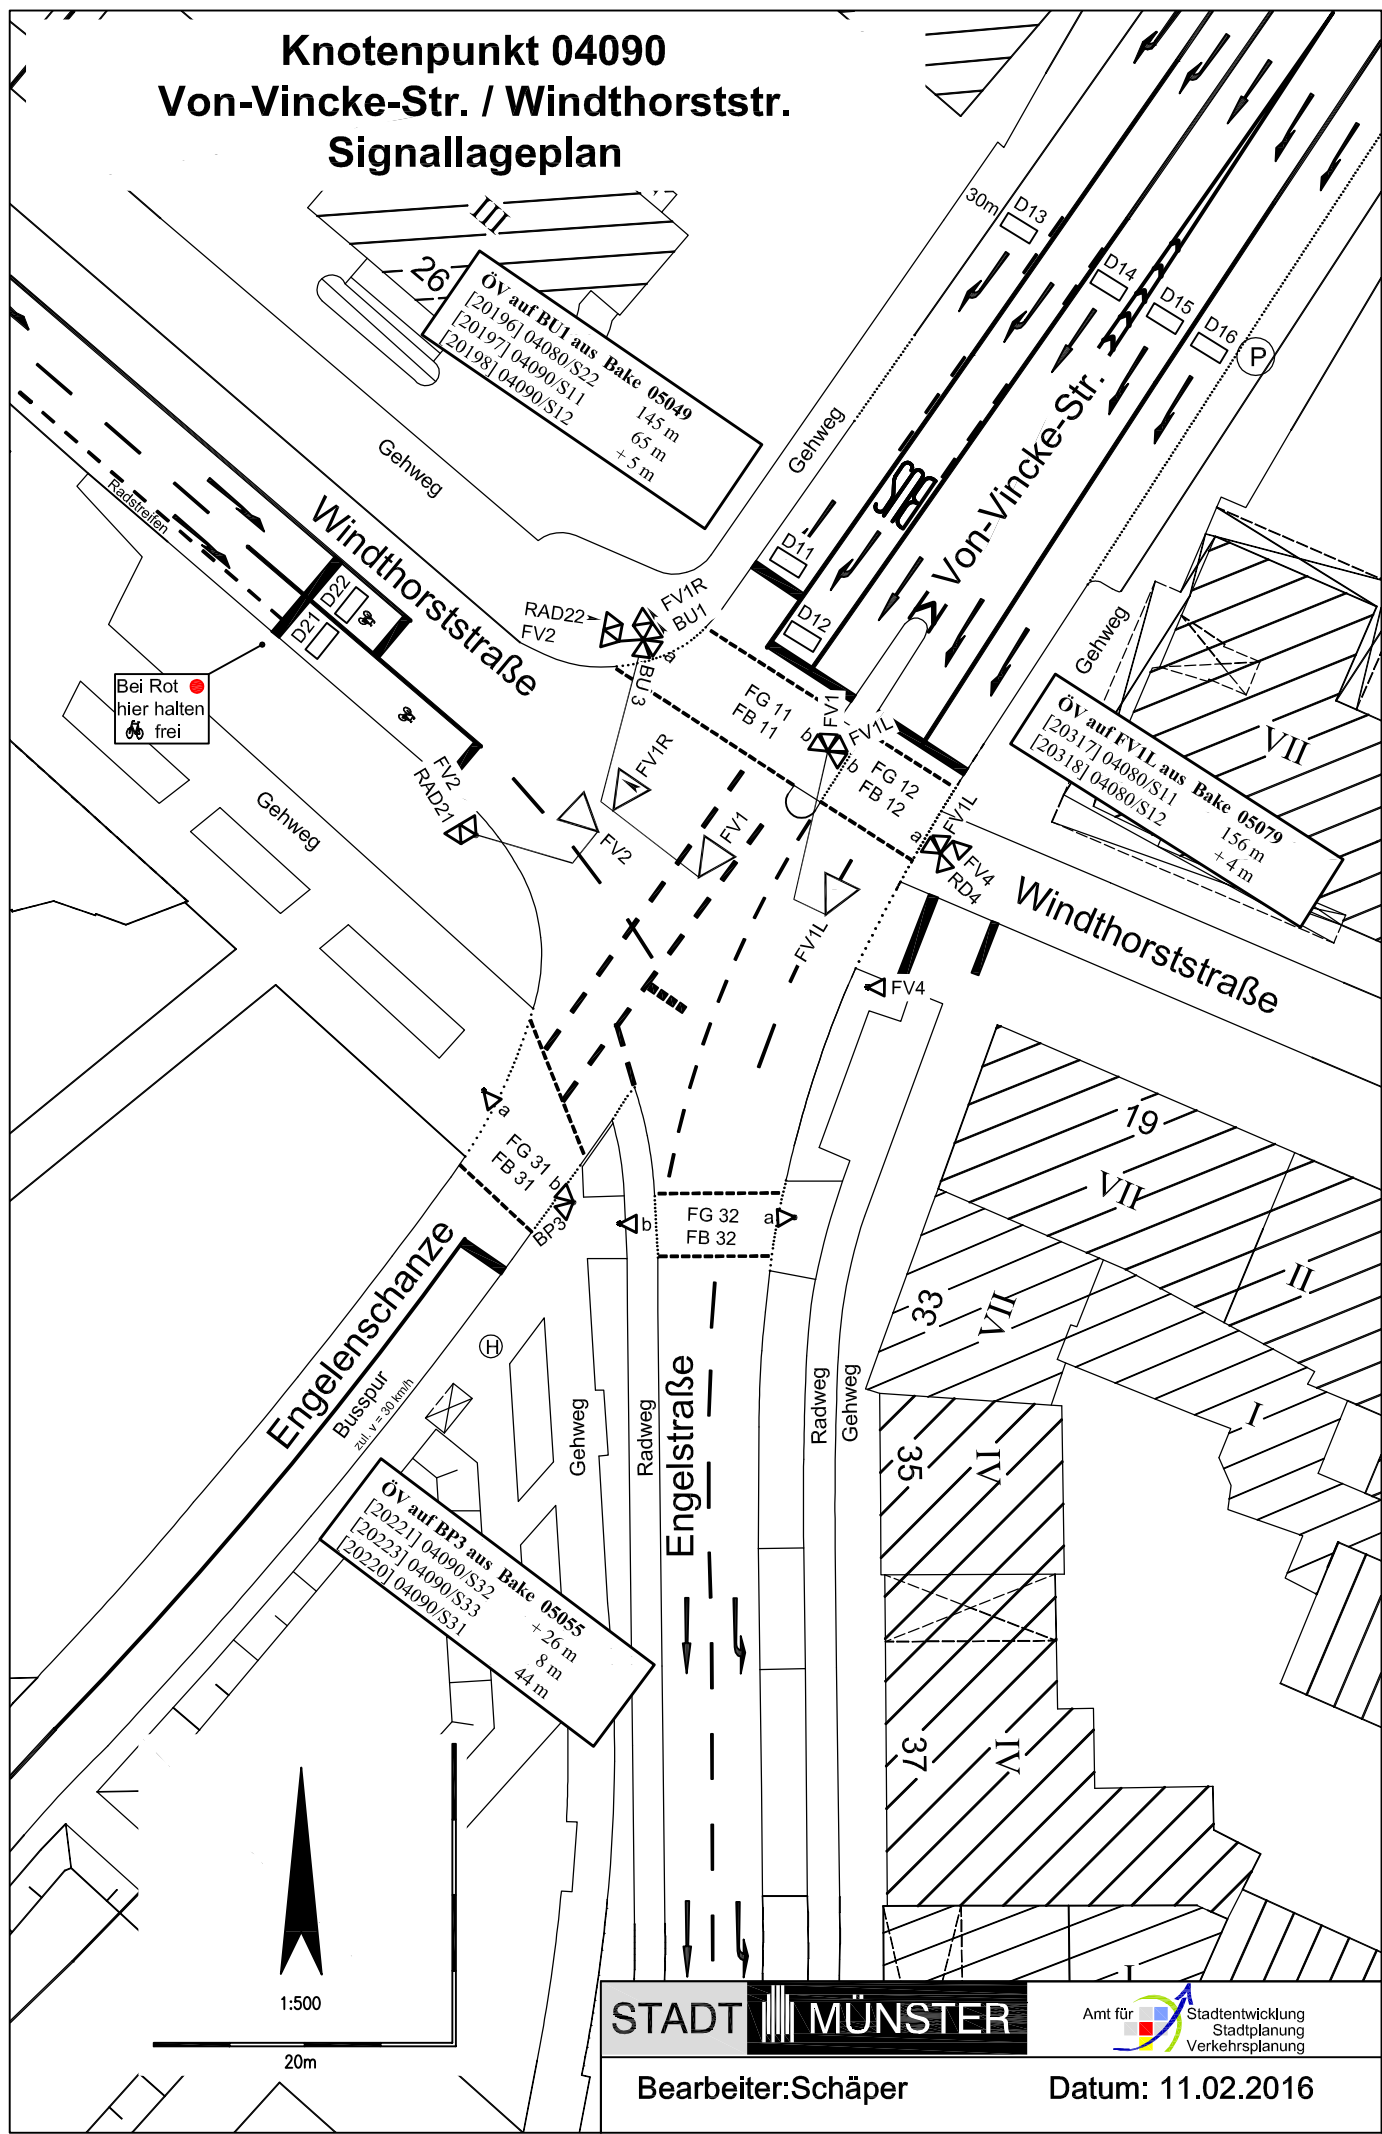 Knotenpunkt 04090
Von-Vincke-Str. / Windthorststr.
Signallageplan
III
26
ÖV auf BU1 aus Bake 05049
[20196] 04080/S22 145 m
[20197] 04090/S11 65 m
[20198] 04090/S12 + 5 m
30m
D13
D14
D15
D16
P
Gehweg
Gehweg
Radstreifen
Windthorststraße
Von-Vincke-Str.
BUS
D11
D12
D22
D21
RAD22
FV2
FV1R
BU1
a
BU 3
Bei Rot
hier halten
frei
FG 11
FB 11
FV1
b
FV1L
b
FG 12
FB 12
a
FV1L
FV4
RD4
Gehweg
ÖV auf FV1L aus Bake 05079
[20317] 04080/S11 156 m
[20318] 04080/S12 + 4 m
VII
FV2
RAD21
FV1R
FV2
FV1
FV1L
Gehweg
Windthorststraße
FV4
a
FG 31
FB 31
b
BP3
b
FG 32
FB 32
a
19
VII
II
33
VII
I
Engelenschanze
Busspur
zul. v = 30 km/h
H
Gehweg
Radweg
Engelstraße
Radweg
Gehweg
35
IV
ÖV auf BP3 aus Bake 05055
[20221] 04090/S32 + 26 m
[20223] 04090/S33 8 m
[20220] 04090/S31 44 m
37
IV
I
1:500
20m
STADT MÜNSTER
Amt für
Stadtentwicklung
Stadtplanung
Verkehrsplanung
Bearbeiter:Schäper
Datum: 11.02.2016